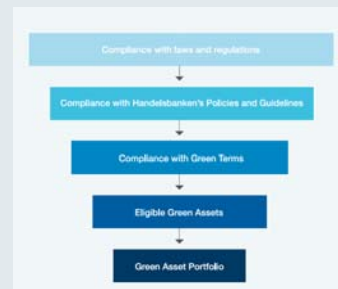 Compliance with laws and regulations
Compliance with Handelsbanken's Policies and Guidelines
Compliance with Green Terms
Eligible Green Assets
Green Asset Portfolio